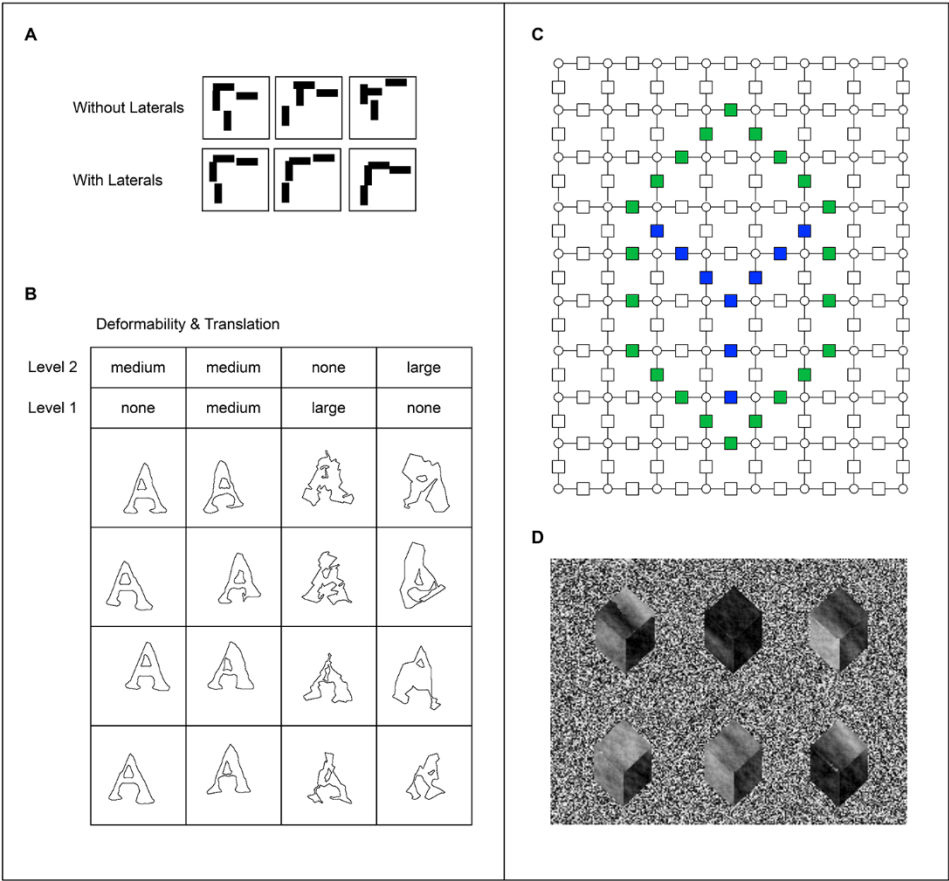 A
Without Laterals
With Laterals
B
Deformability & Translation
Level 2 medium medium none large
Level 1 none medium large none
C
D